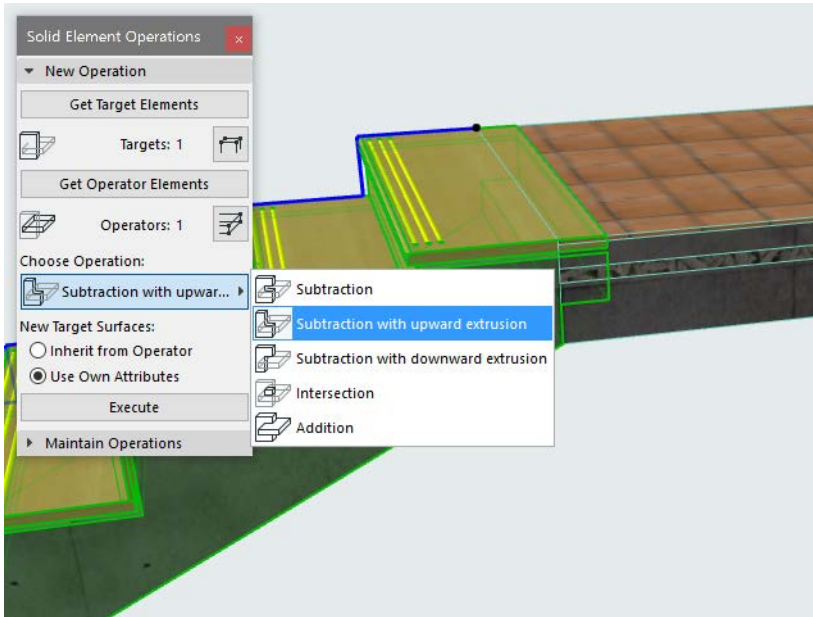 Solid Element Operations
New Operation
Get Target Elements
Targets: 1
Get Operator Elements
Operators: 1
Choose Operation:
Subtraction with upwar...
Subtraction
Subtraction with upward extrusion
Subtraction with downward extrusion
Intersection
Addition
New Target Surfaces:
Inherit from Operator
Use Own Attributes
Execute
Maintain Operations